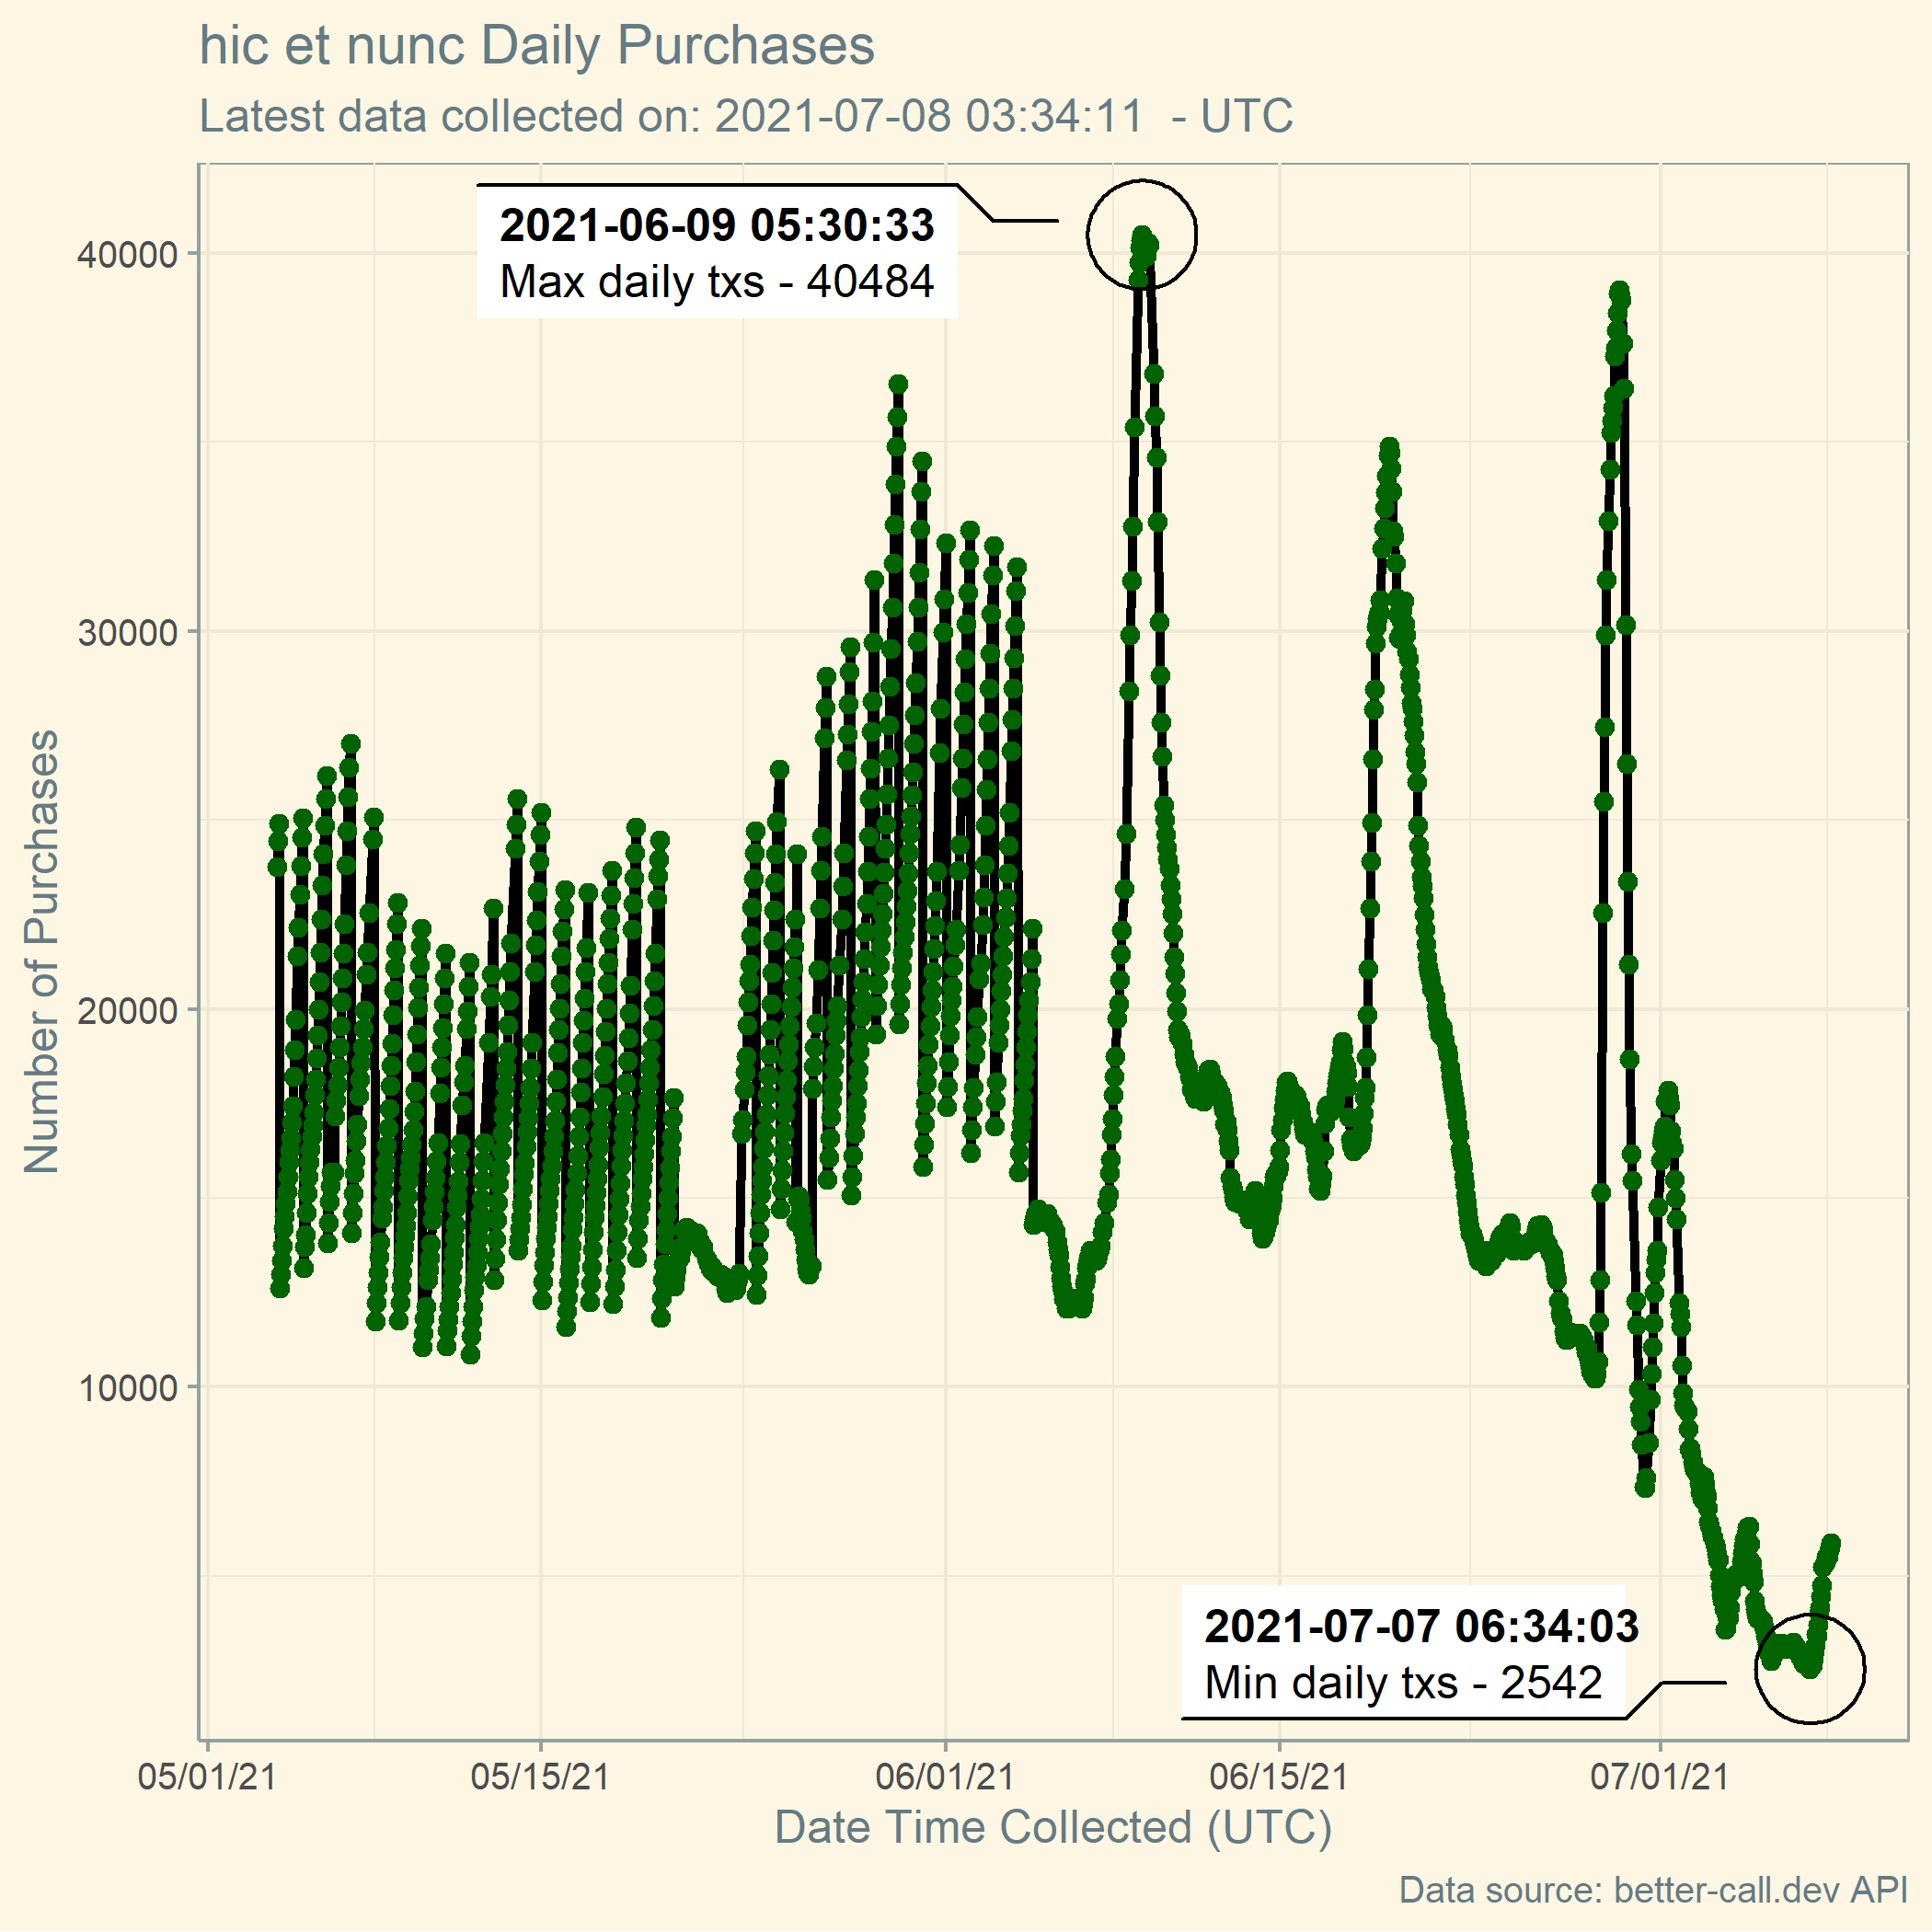 hic et nunc Daily Purchases
Latest data collected on: 2021-07-08 03:34:11  - UTC
2021-06-09 05:30:33
Max daily txs - 40484
40000
30000
20000
10000
Number of Purchases
2021-07-07 06:34:03
Min daily txs - 2542
05/01/21 05/15/21 06/01/21 06/15/21 07/01/21
Date Time Collected (UTC)
Data source: better-call.dev API